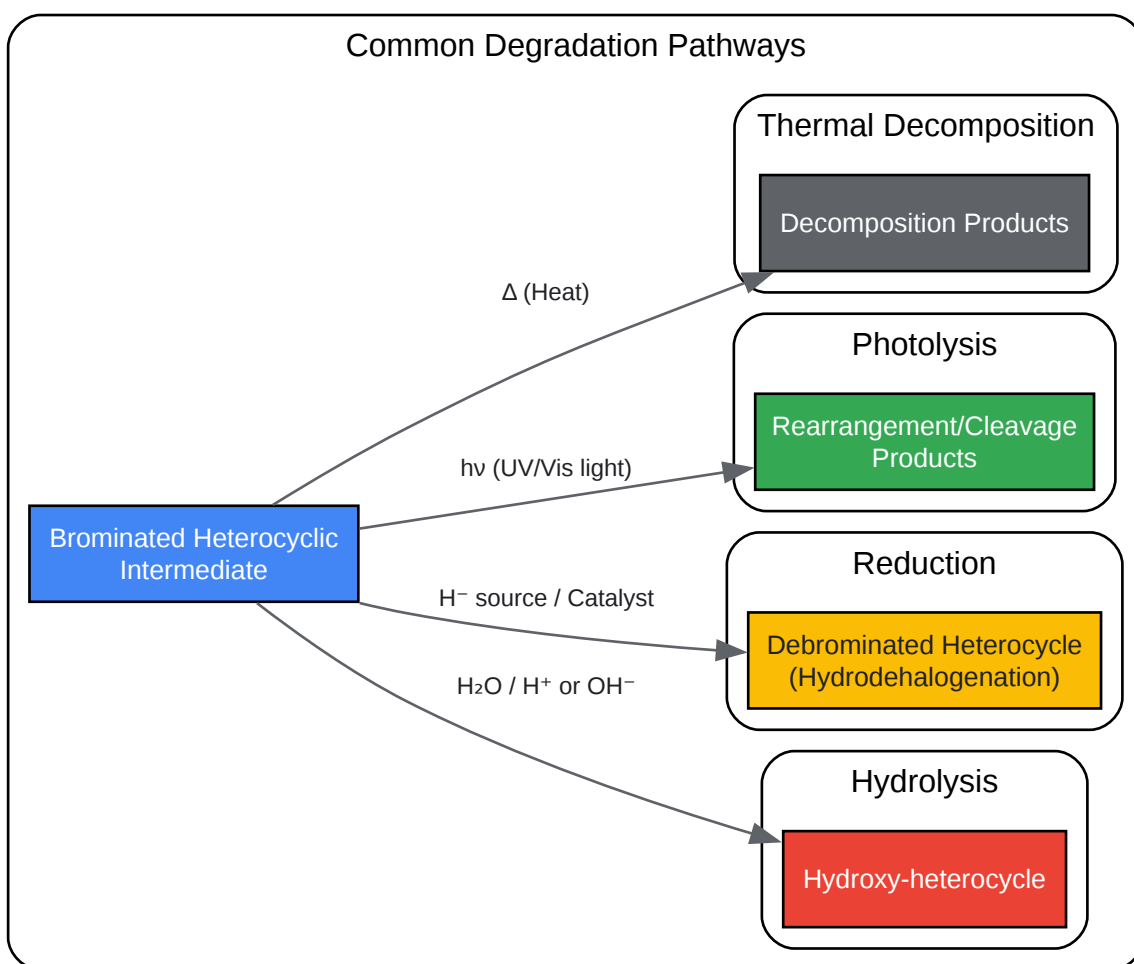 Common Degradation Pathways
Thermal Decomposition
Decomposition Products
Δ (Heat)
Photolysis
Rearrangement/Cleavage
Products
hν (UV/Vis light)
Brominated Heterocyclic
Intermediate
Reduction
H⁻ source / Catalyst
Debrominated Heterocycle
(Hydrodehalogenation)
H₂O / H⁺ or OH⁻
Hydrolysis
Hydroxy-heterocycle